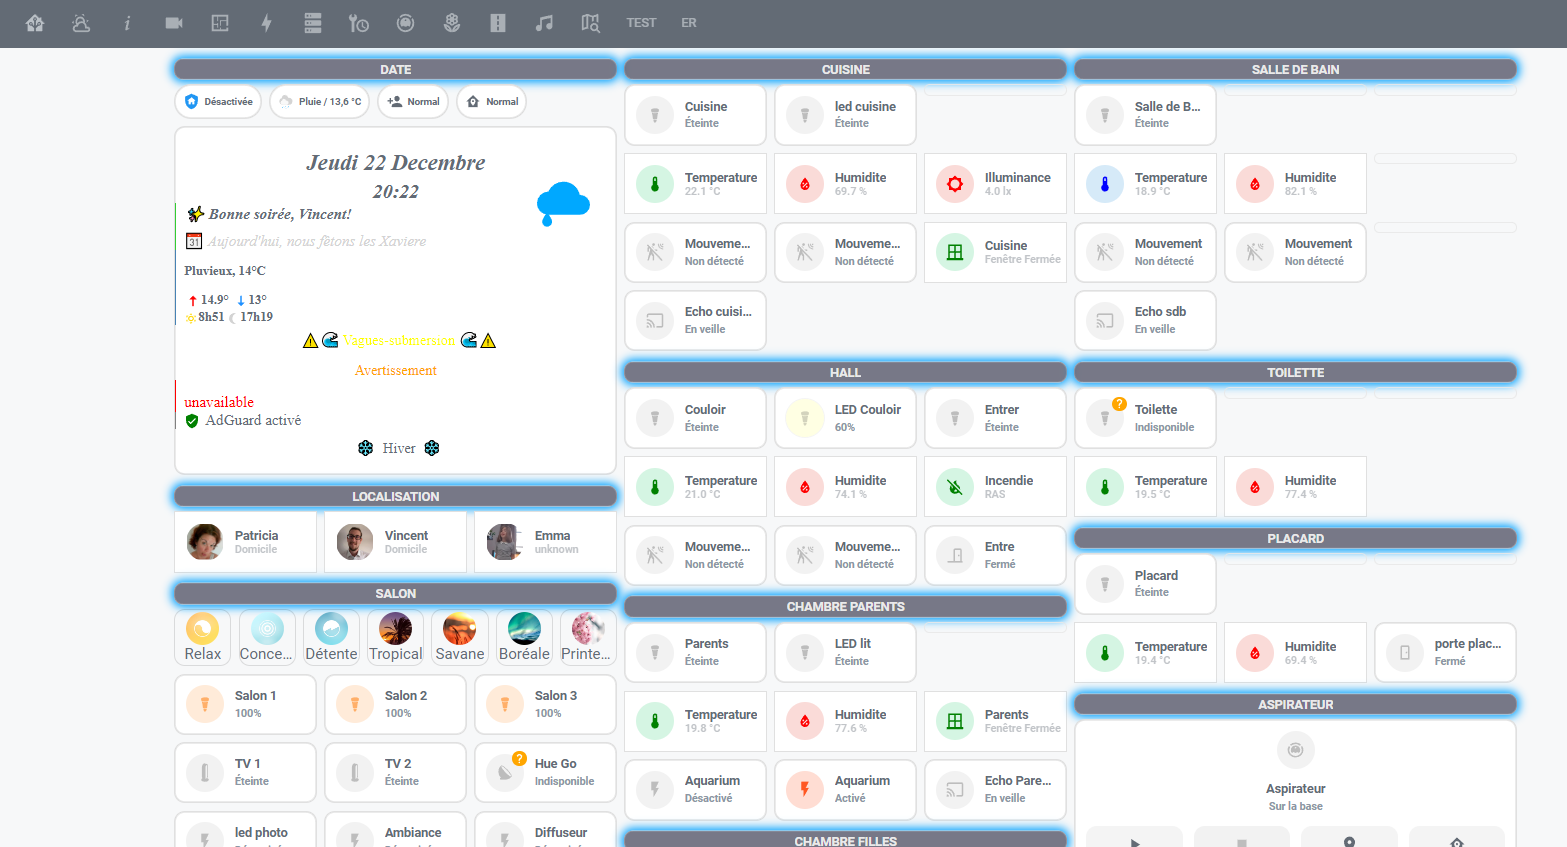 TEST
ER
DATE
Désactivée
Pluie / 13,6 °C
Normal
Normal
Jeudi 22 Decembre
20:22
Bonne soirée, Vincent!
31 Aujourd'hui, nous fêtons les Xaviere
Pluvieux, 14°C
14.9° 13°
8h51 17h19
Vagues-submersion
Avertissement
unavailable
AdGuard activé
Hiver
LOCALISATION
Patricia
Domicile
Vincent
Domicile
Emma
unknown
SALON
Relax
Conce...
Détente
Tropical
Savane
Boréale
Printe...
Salon 1
100%
Salon 2
100%
Salon 3
100%
TV 1
Éteinte
TV 2
Éteinte
?
Hue Go
Indisponible
led photo
Ambiance
Diffuseur
CUISINE
Cuisine
Éteinte
led cuisine
Éteinte
Temperature
22.1 °C
Humidite
69.7 %
Illuminance
4.0 lx
Mouveme...
Non détecté
Mouveme...
Non détecté
Cuisine
Fenêtre Fermée
Echo cuisi...
En veille
HALL
Couloir
Éteinte
LED Couloir
60%
Entrer
Éteinte
Temperature
21.0 °C
Humidite
74.1 %
Incendie
RAS
Mouveme...
Non détecté
Mouveme...
Non détecté
Entre
Fermé
CHAMBRE PARENTS
Parents
Éteinte
LED lit
Éteinte
Temperature
19.8 °C
Humidite
77.6 %
Parents
Fenêtre Fermée
Aquarium
Désactivé
Aquarium
Activé
Echo Pare...
En veille
CHAMBRE FILLES
SALLE DE BAIN
Salle de B...
Éteinte
Temperature
18.9 °C
Humidite
82.1 %
Mouvement
Non détecté
Mouvement
Non détecté
Echo sdb
En veille
TOILETTE
?
Toilette
Indisponible
Temperature
19.5 °C
Humidite
77.4 %
PLACARD
Placard
Éteinte
Temperature
19.4 °C
Humidite
69.4 %
porte plac...
Fermé
ASPIRATEUR
Aspirateur
Sur la base